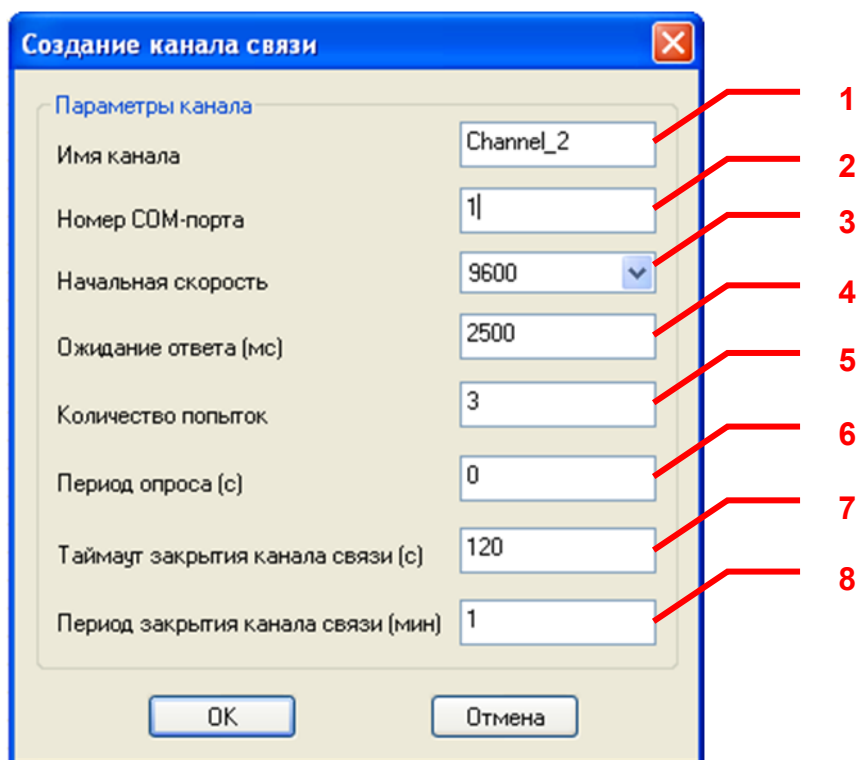 Создание канала связи
Параметры канала
Имя канала Channel_2 1
Номер COM-порта 1 2
Начальная скорость 9600 3
Ожидание ответа (мс) 2500 4
Количество попыток 3 5
Период опроса (с) 0 6
Таймаут закрытия канала связи (с) 120 7
Период закрытия канала связи (мин) 1 8
OK Отмена